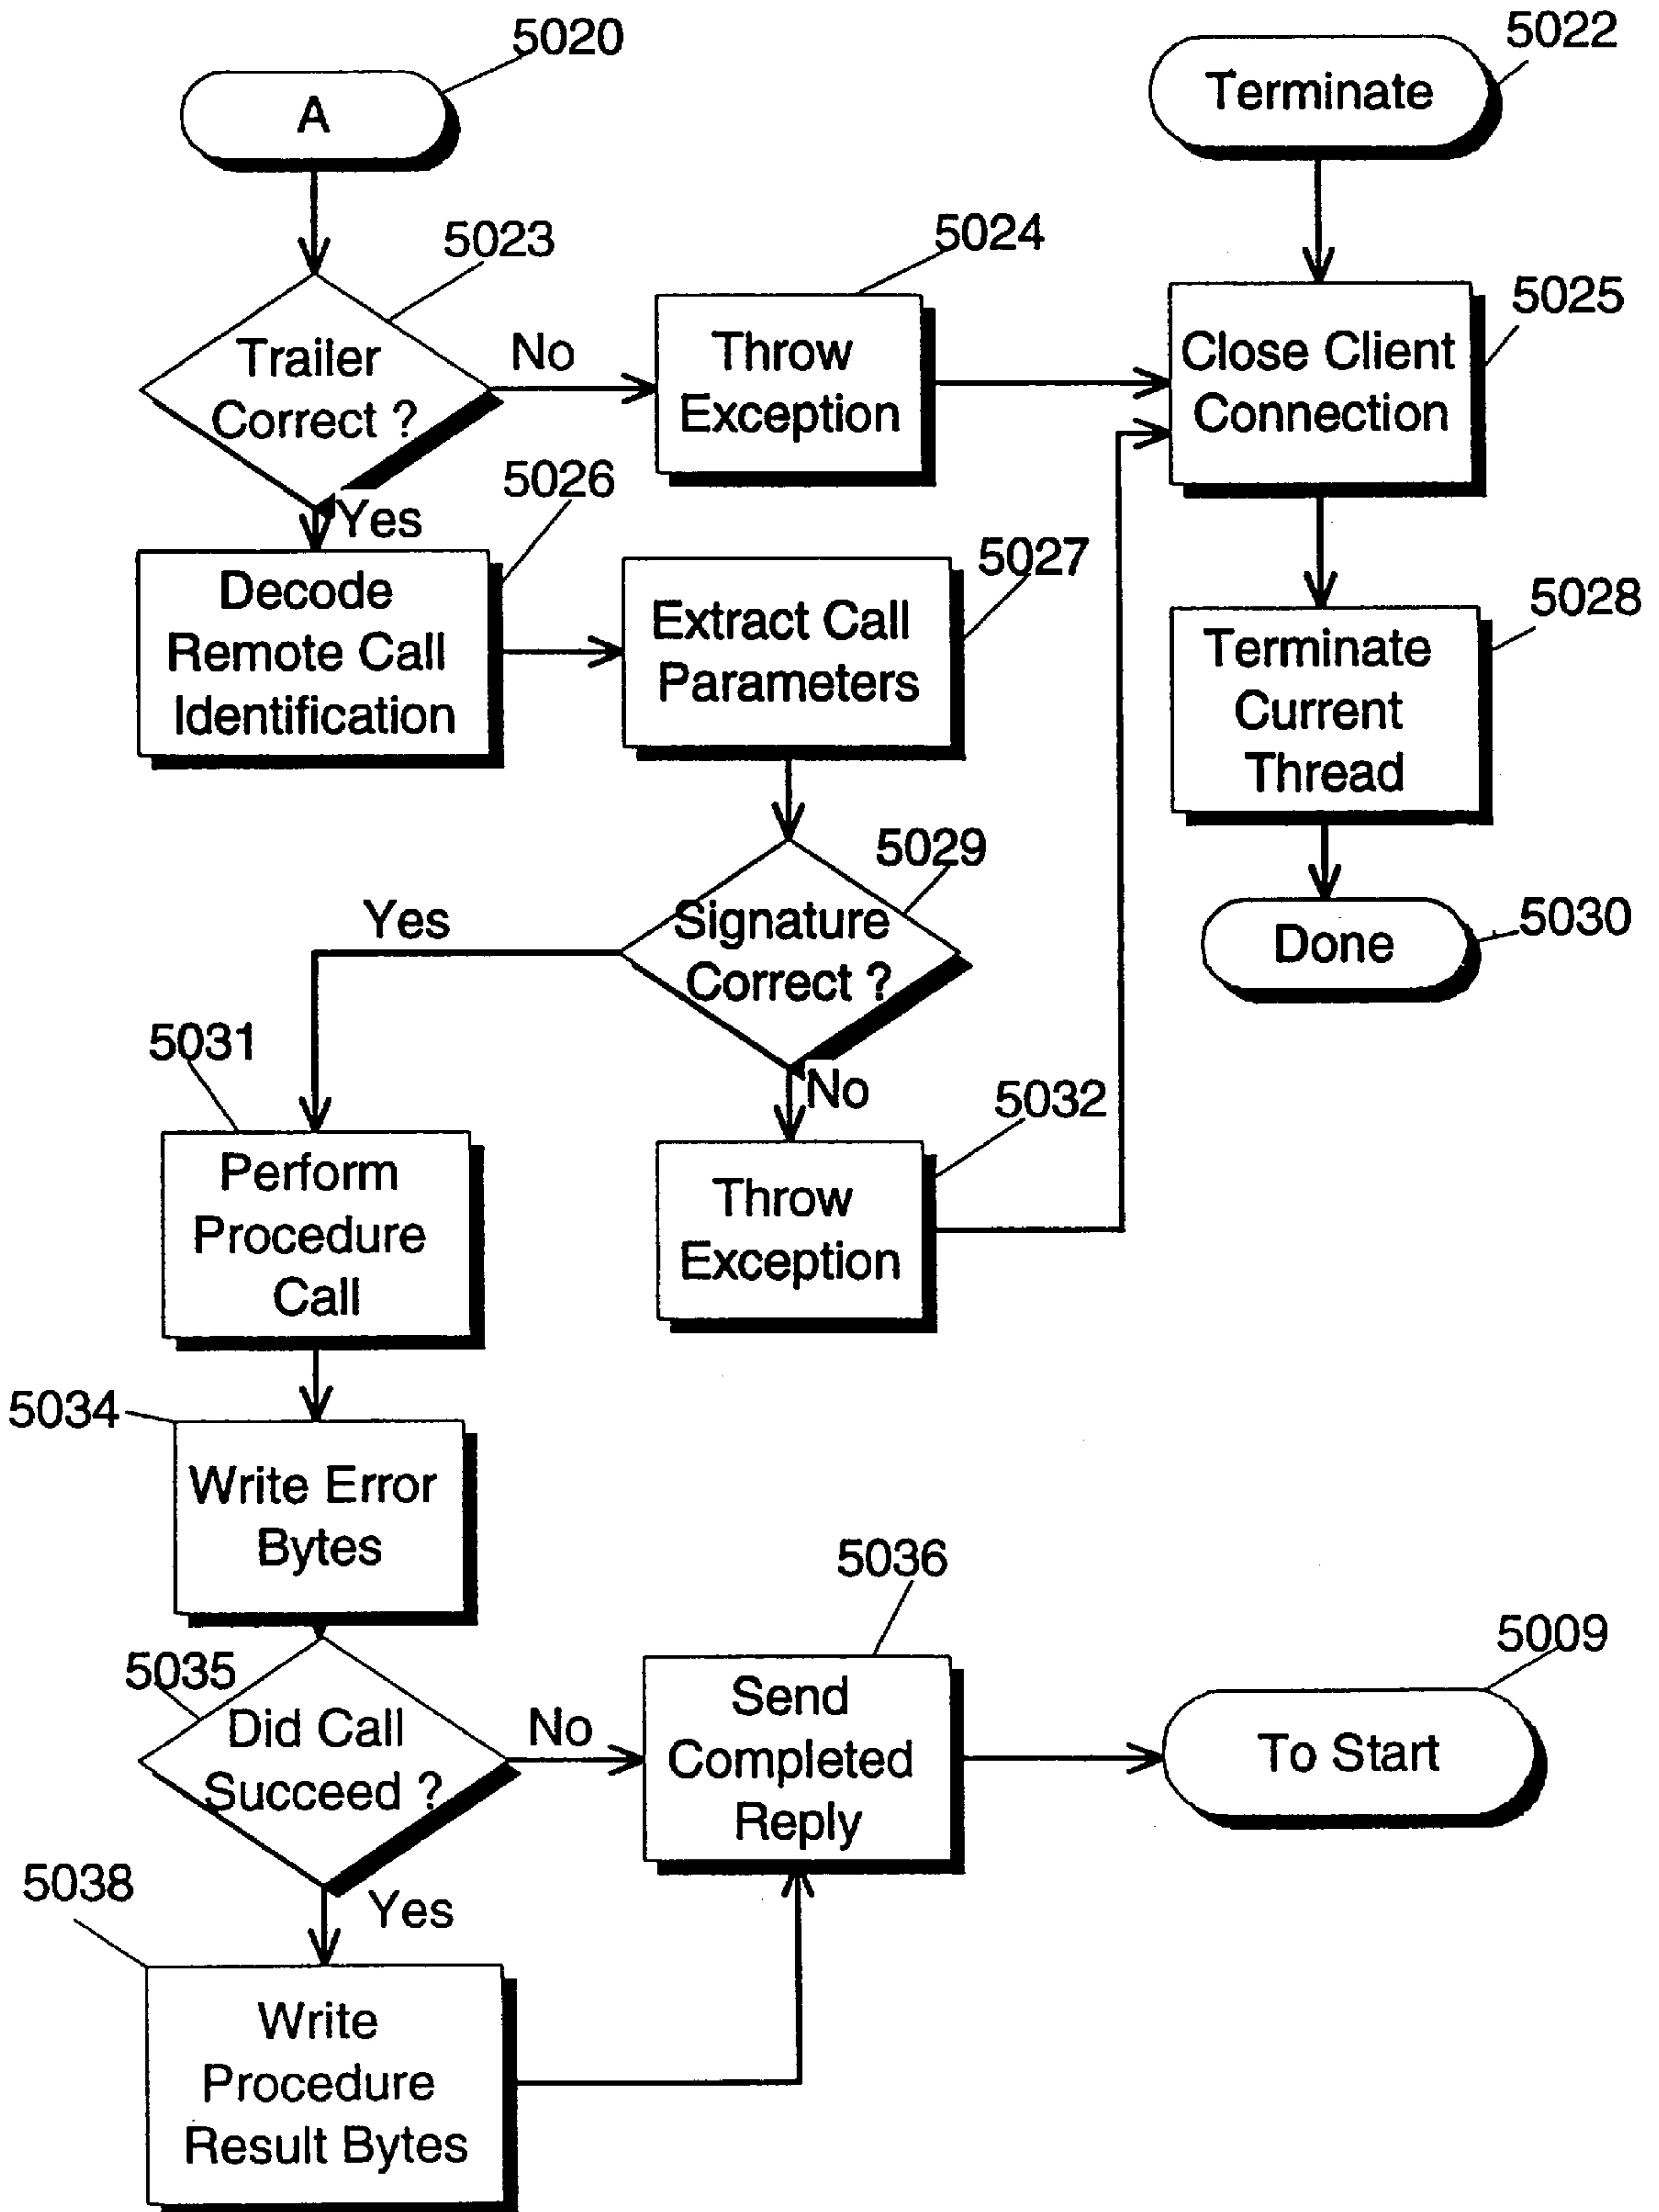 5020
A
5022
Terminate
5023
Trailer
Correct ?
No
Yes
5024
Throw
Exception
5025
Close Client
Connection
5026
Decode
Remote Call
Identification
5027
Extract Call
Parameters
5028
Terminate
Current
Thread
5029
Signature
Correct ?
Yes
No
5030
Done
5031
Perform
Procedure
Call
5032
Throw
Exception
5034
Write Error
Bytes
5035
Did Call
Succeed ?
No
Yes
5036
Send
Completed
Reply
5009
To Start
5038
Write
Procedure
Result Bytes